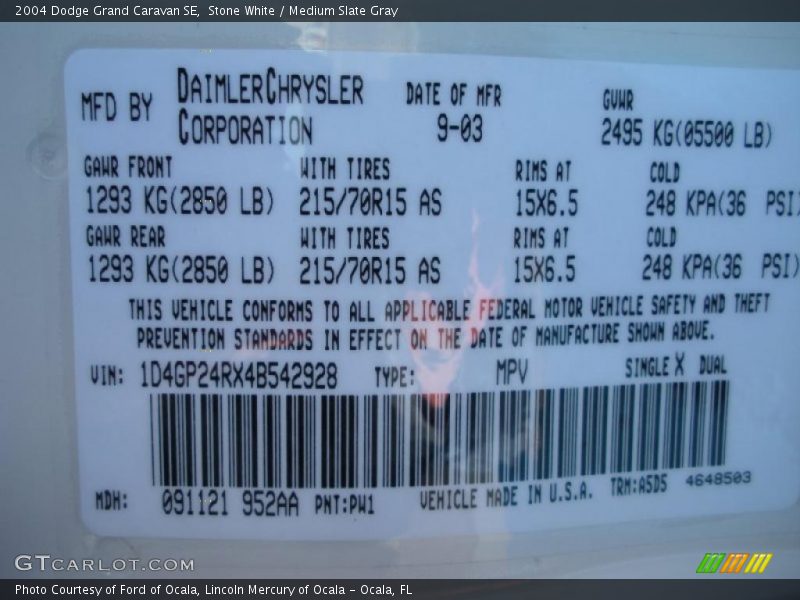 2004 Dodge Grand Caravan SE, Stone White / Medium Slate Gray
MFD BY DAIMLERCHRYSLER CORPORATION DATE OF MFR 9-03 GVWR 2495 KG(05500 LB)
GAWR FRONT WITH TIRES RIMS AT COLD
1293 KG(2850 LB) 215/70R15 AS 15X6.5 248 KPA(36 PSI)
GAWR REAR WITH TIRES RIMS AT COLD
1293 KG(2850 LB) 215/70R15 AS 15X6.5 248 KPA(36 PSI)
THIS VEHICLE CONFORMS TO ALL APPLICABLE FEDERAL MOTOR VEHICLE SAFETY AND THEFT
PREVENTION STANDARDS IN EFFECT ON THE DATE OF MANUFACTURE SHOWN ABOVE.
VIN: 1D4GP24RX4B542928 TYPE: MPV SINGLE X DUAL
MDH: 091121 952AA PNT:PW1 VEHICLE MADE IN U.S.A. TRM:A5D5 4648503
GTCARLOT.COM
Photo Courtesy of Ford of Ocala, Lincoln Mercury of Ocala - Ocala, FL